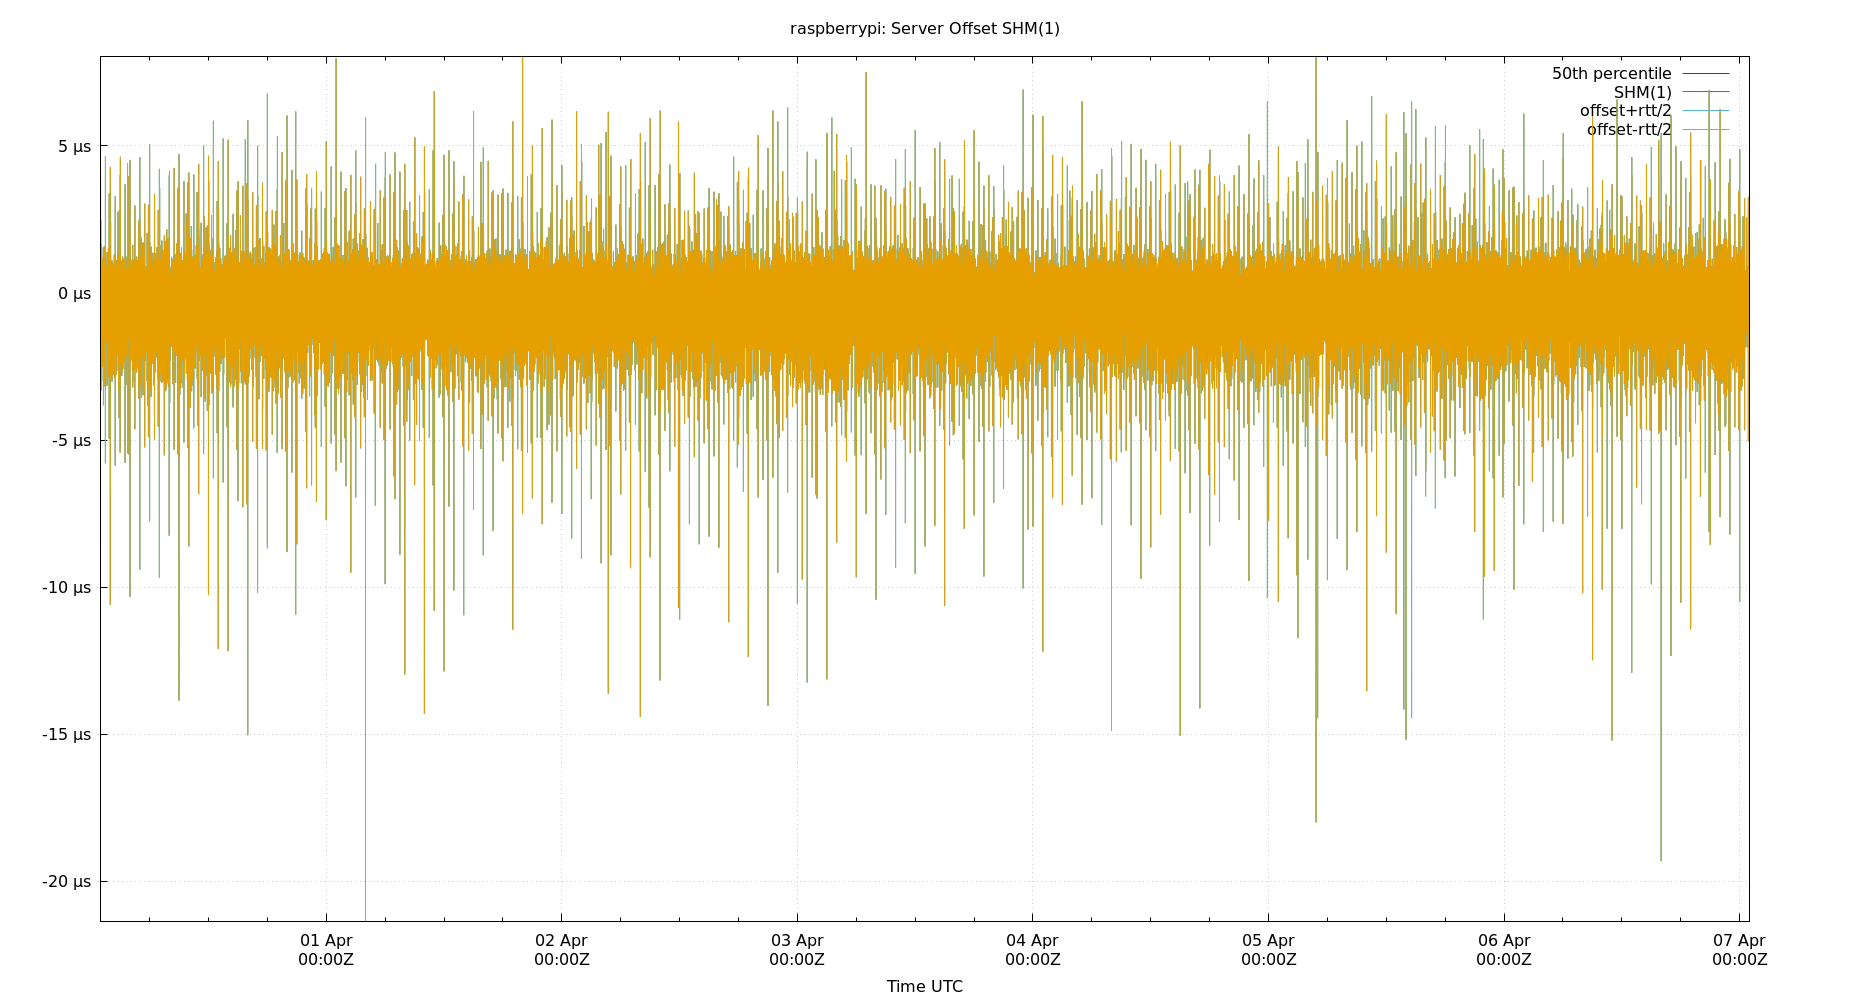 raspberrypi: Server Offset SHM(1)
50th percentile
SHM(1)
offset+rtt/2
offset-rtt/2
5 µs
0 µs
-5 µs
-10 µs
-15 µs
-20 µs
01 Apr 02 Apr 03 Apr 04 Apr 05 Apr 06 Apr 07 Apr
00:00Z 00:00Z 00:00Z 00:00Z 00:00Z 00:00Z 00:00Z
Time UTC